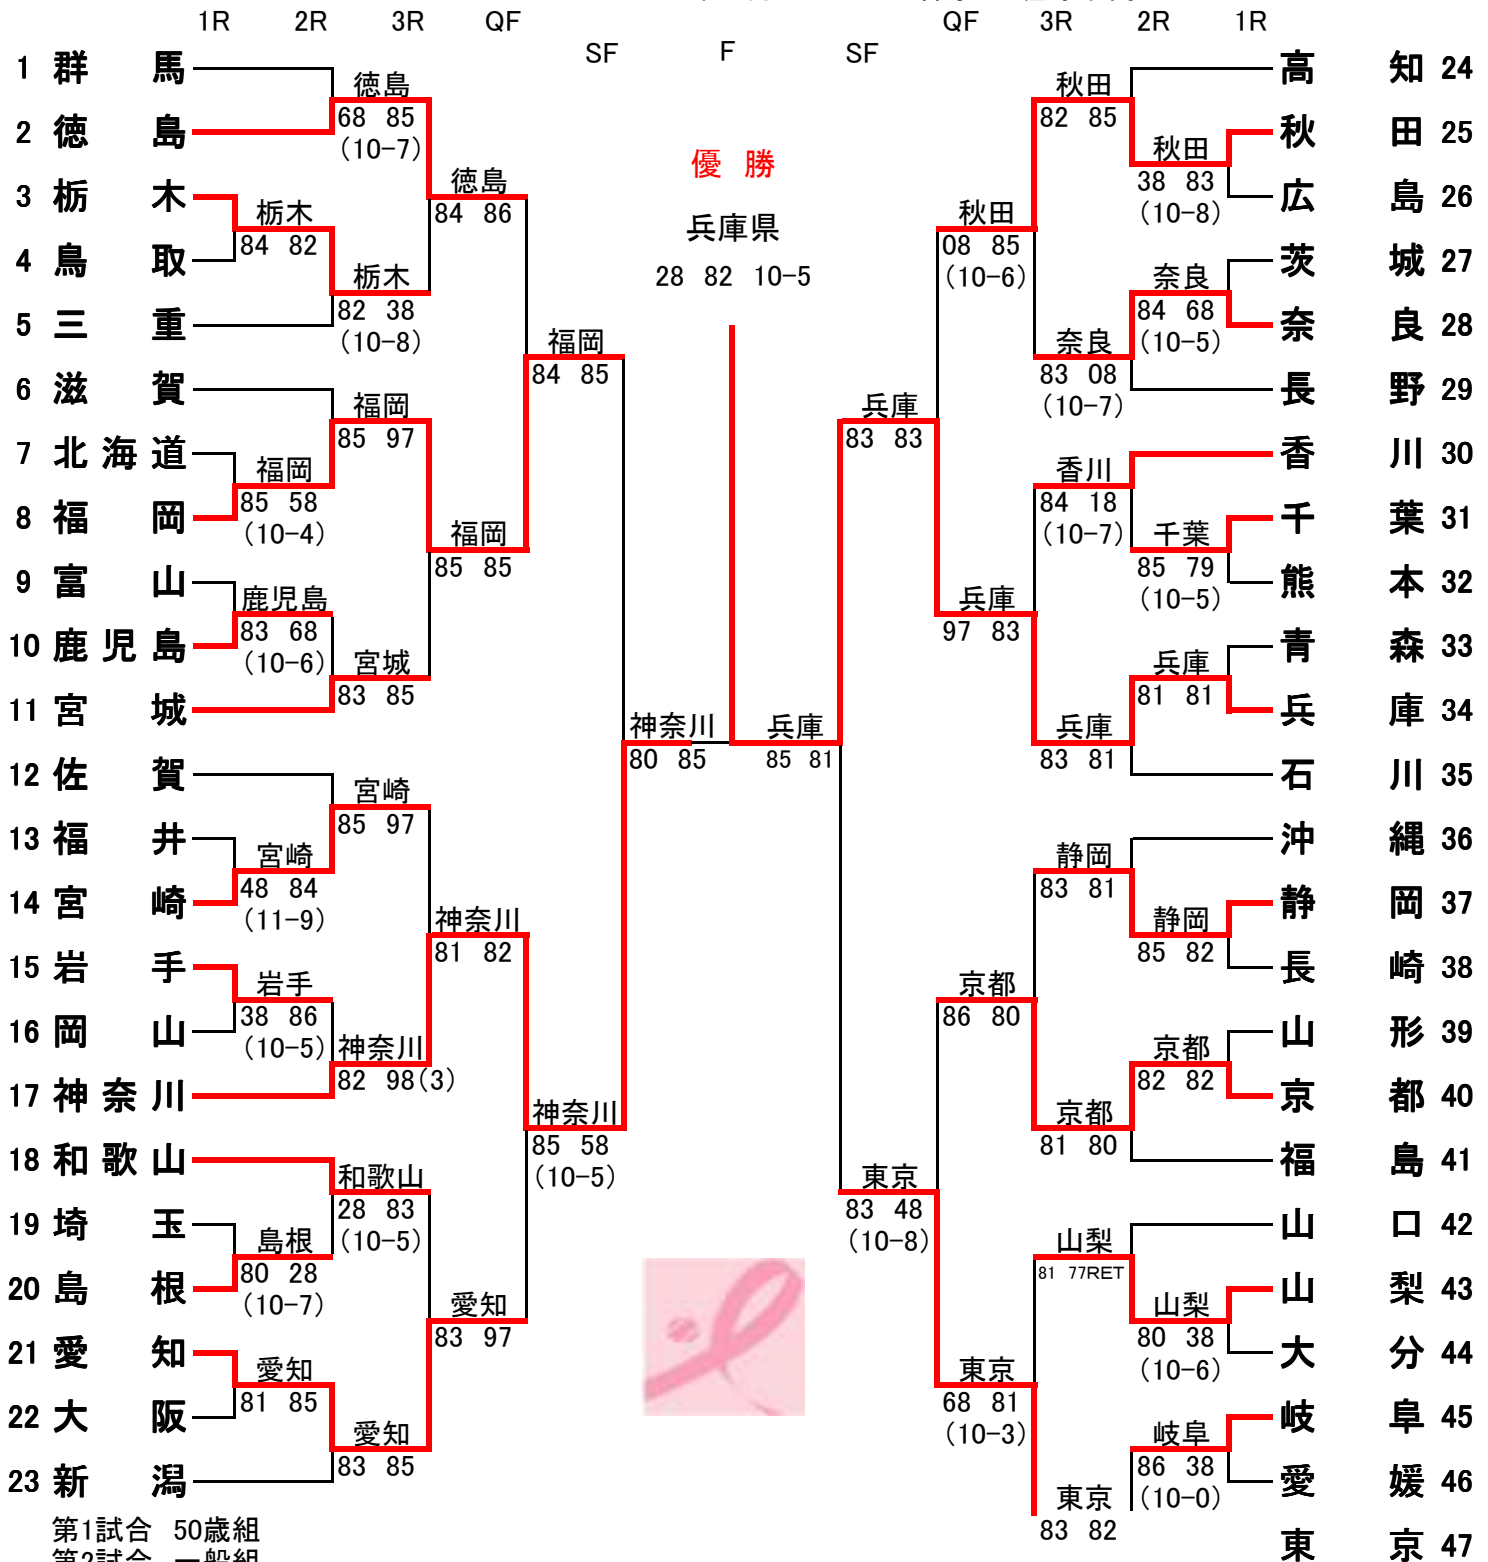 1R 2R 3R QF SF F SF QF 3R 2R 1R
1 群馬
2 徳島
3 栃木
4 鳥取
5 三重
6 滋賀
7 北海道
8 福岡
9 富山
10 鹿児島
11 宮城
12 佐賀
13 福井
14 宮崎
15 岩手
16 岡山
17 神奈川
18 和歌山
19 埼玉
20 島根
21 愛知
22 大阪
23 新潟
栃木
84 82
福岡
85 58
(10-4)
鹿児島
83 68
(10-6)
宮崎
48 84
(11-9)
岩手
38 86
(10-5)
島根
80 28
(10-7)
愛知
81 85
徳島
68 85
(10-7)
栃木
82 38
(10-8)
福岡
85 97
宮城
83 85
宮崎
85 97
神奈川
82 98(3)
和歌山
28 83
(10-5)
愛知
83 85
徳島
84 86
福岡
85 85
神奈川
81 82
愛知
83 97
福岡
84 85
神奈川
85 58
(10-5)
神奈川
80 85
優勝
兵庫県
28 82 10-5
兵庫
85 81
兵庫
83 83
東京
83 48
(10-8)
秋田
08 85
(10-6)
兵庫
97 83
京都
86 80
東京
68 81
(10-3)
秋田
82 85
奈良
83 08
(10-7)
香川
84 18
(10-7)
兵庫
83 81
静岡
83 81
京都
81 80
山梨
81 77RET
東京
83 82
秋田
38 83
(10-8)
奈良
84 68
(10-5)
千葉
85 79
(10-5)
兵庫
81 81
静岡
85 82
京都
82 82
山梨
80 38
(10-6)
岐阜
86 38
(10-0)
高知 24
秋田 25
広島 26
茨城 27
奈良 28
長野 29
香川 30
千葉 31
熊本 32
青森 33
兵庫 34
石川 35
沖縄 36
静岡 37
長崎 38
山形 39
京都 40
福島 41
山口 42
山梨 43
大分 44
岐阜 45
愛媛 46
東京 47
第1試合 50歳組
第2試合 一般組